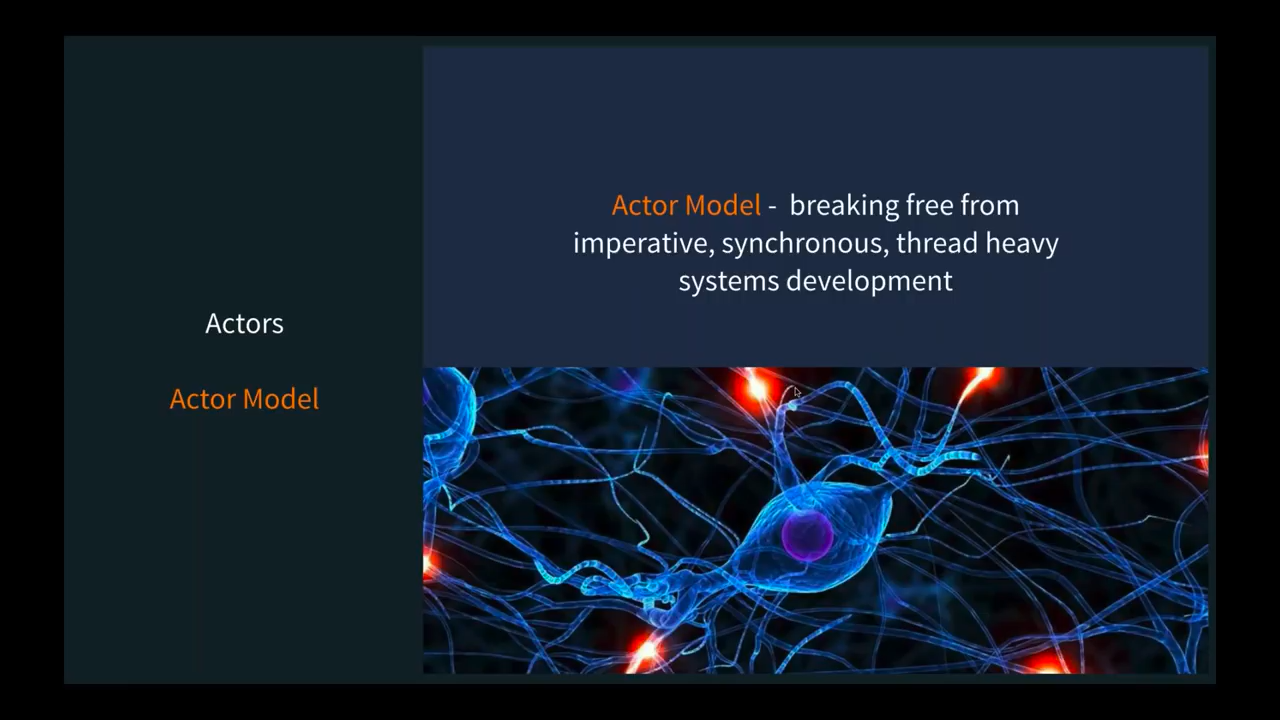 Actors
Actor Model
Actor Model - breaking free from
imperative, synchronous, thread heavy
systems development